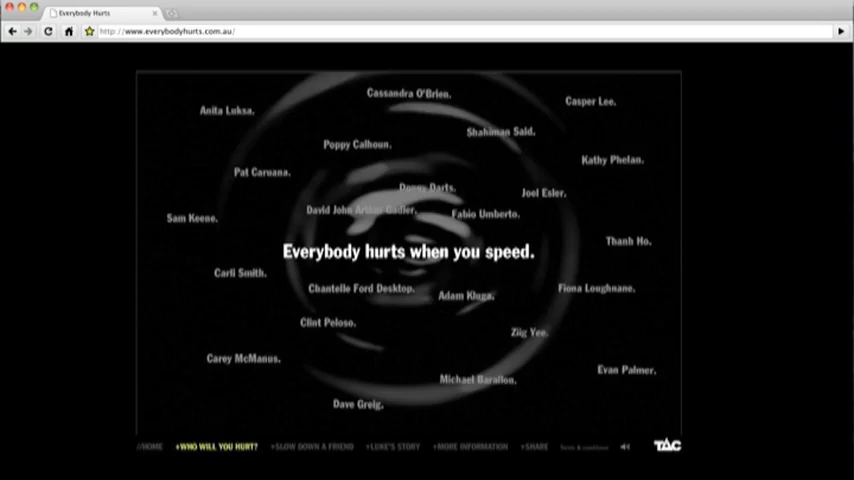 Everybody Hurts
http://www.everybodyhurts.com.au/
Cassandra O'Brien.
Casper Lee.
Anita Luksa.
Shahiman Said.
Poppy Calhoun.
Kathy Phelan.
Pat Caruana.
Donny Darts.
Joel Esler.
David John Arthur Gadler.
Fabio Umberto.
Sam Keene.
Thanh Ho.
Everybody hurts when you speed.
Carli Smith.
Chantelle Ford Desktop.
Adam Kluga.
Fiona Loughnane.
Clint Peloso.
Ziig Yee.
Carey McManus.
Evan Palmer.
Michael Barallon.
Dave Greig.
//HOME +WHO WILL YOU HURT? +SLOW DOWN A FRIEND +LUKE'S STORY +MORE INFORMATION +SHARE Terms & conditions TAC